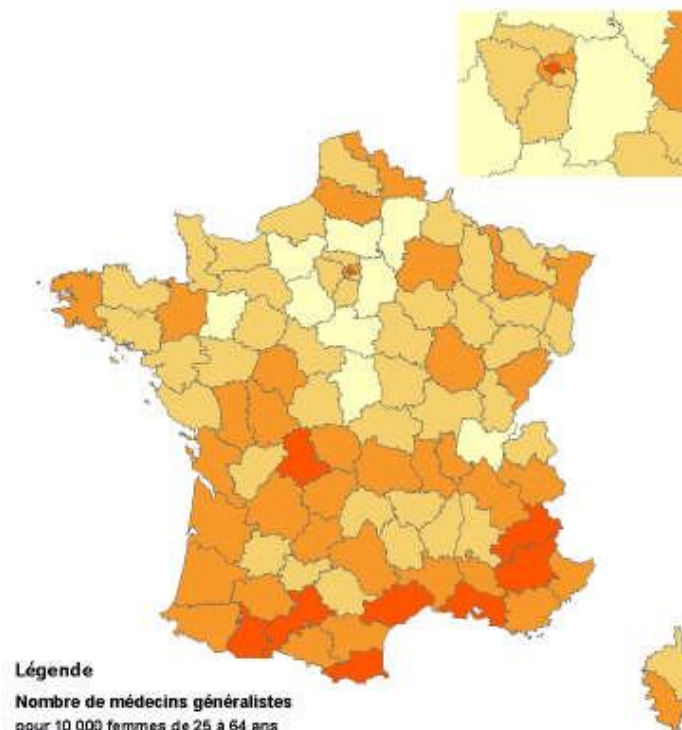 Légende
Nombre de médecins généralistes
pour 10 000 femmes de 25 à 64 ans